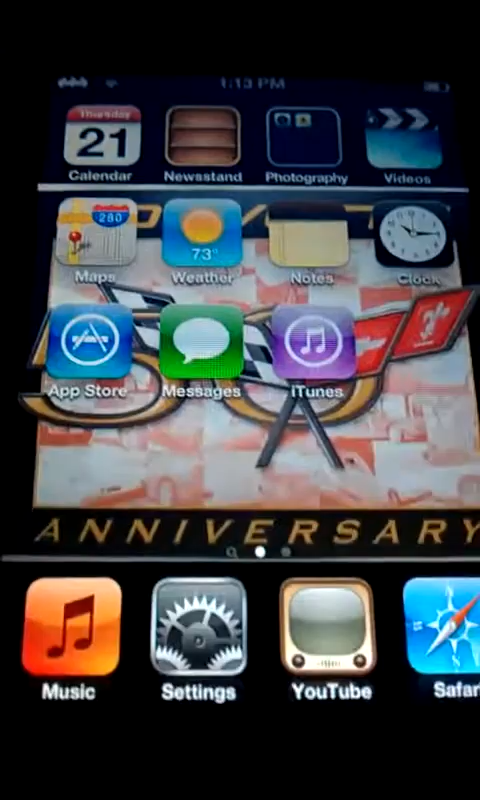 1:13 PM
Thursday
21
Calendar Newsstand Photography Videos
280
73°
Maps Weather Notes Clock
App Store Messages iTunes
ANNIVERSARY
Music Settings YouTube Safari